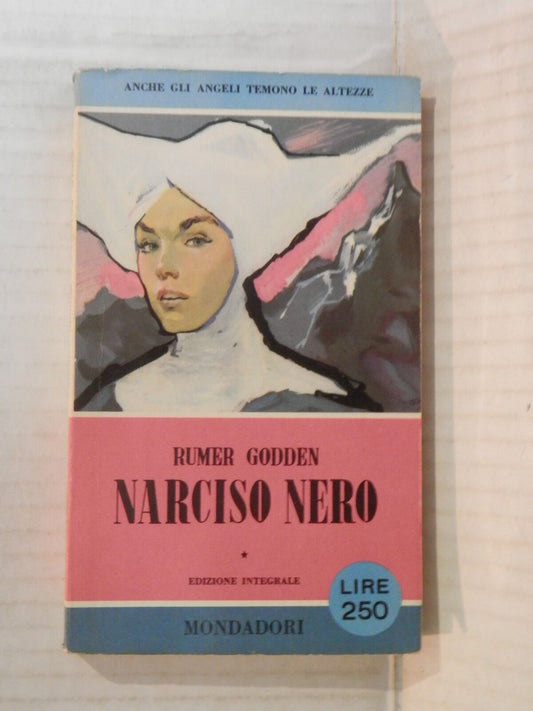 ANCHE GLI ANGELI TEMONO LE ALTEZZE
RUMER GODDEN
NARCISO NERO
*
EDIZIONE INTEGRALE
LIRE
250
MONDADORI